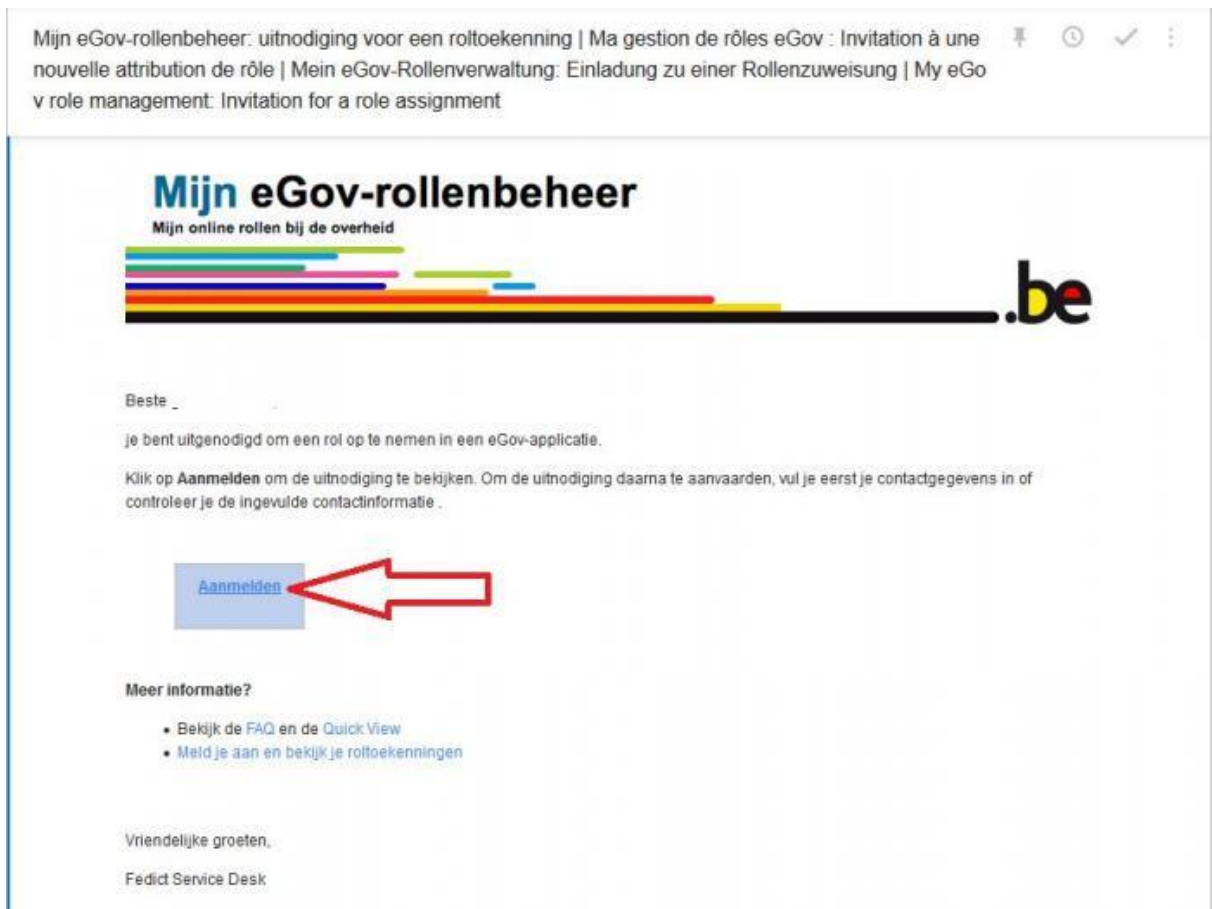 Mijn eGov-rollenbeheer: uitnodiging voor een roltoekenning | Ma gestion de rôles eGov : Invitation à une
nouvelle attribution de rôle | Mein eGov-Rollenverwaltung: Einladung zu einer Rollenzuweisung | My eGo
v role management: Invitation for a role assignment
Mijn eGov-rollenbeheer
Mijn online rollen bij de overheid
.be
Beste
je bent uitgenodigd om een rol op te nemen in een eGov-applicatie.
Klik op Aanmelden om de uitnodiging te bekijken. Om de uitnodiging daarna te aanvaarden, vul je eerst je contactgegevens in of
controleer je de ingevulde contactinformatie .
Aanmelden
Meer informatie?
• Bekijk de FAQ en de Quick View
• Meld je aan en bekijk je roltoekenningen
Vriendelijke groeten,
Fedict Service Desk